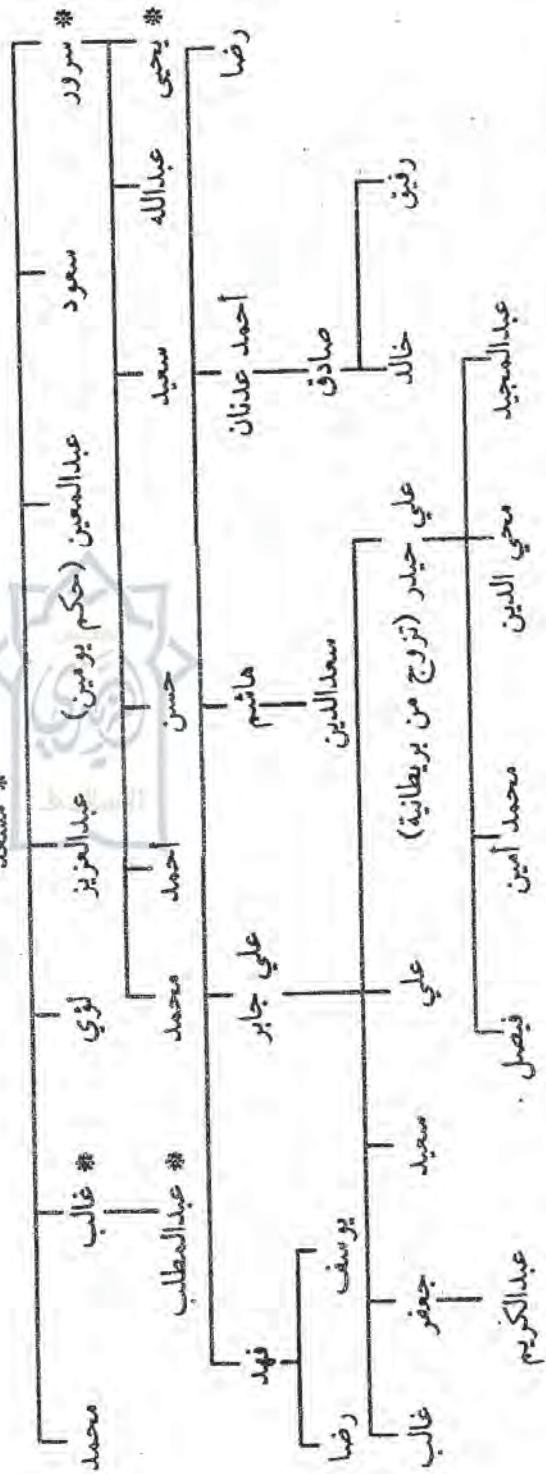 * سرور سعود عبدالمعين (حكم يومين) عبدالعزيز لؤي غالب * محمد
* يحيى عبدالله سعيد حسن أحمد محمد عبدالمطلب *
رضا أحمد عدنان هاشم علي جابر فهد
صادق سعدالدين يوسف رضا
رفيق خالد علي حيدر (تزوج من بريطانية) علي سعيد جعفر غالب
عبدالمجيد محي الدين محمد أمين فيصل عبدالكريم